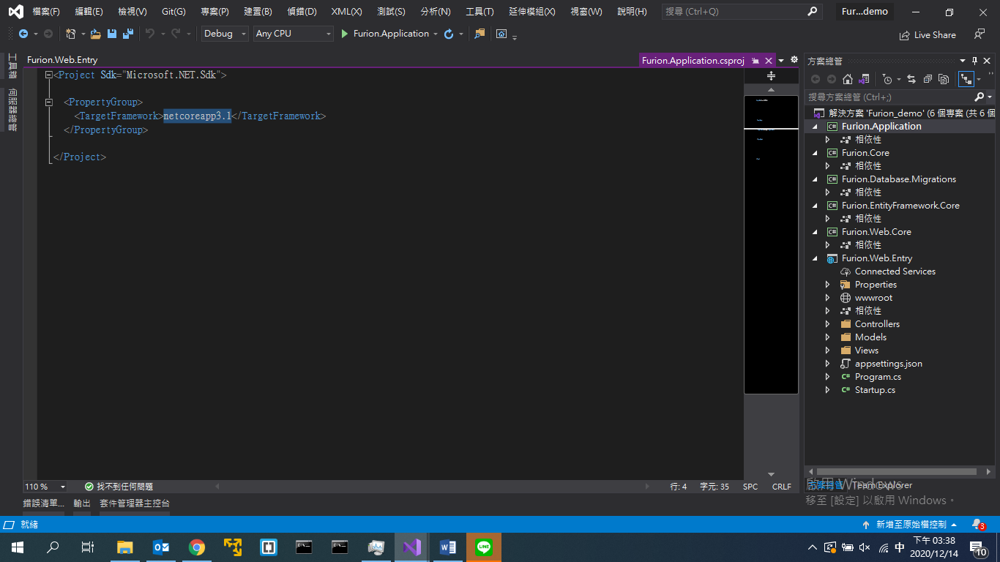 檔案(F) 編輯(E) 檢視(V) Git(G) 專案(P) 建置(B) 偵錯(D) XML(X) 測試(S) 分析(N) 工具(T) 延伸模組(X) 視窗(W) 說明(H) 搜尋 (Ctrl+Q) Fur...demo
Debug Any CPU Furion.Application Live Share
工具箱
伺服器總管
Furion.Web.Entry Furion.Application.csproj
<Project Sdk="Microsoft.NET.Sdk">
<PropertyGroup>
<TargetFramework>netcoreapp3.1</TargetFramework>
</PropertyGroup>
</Project>
方案總管
搜尋方案總管 (Ctrl+;)
解決方案 'Furion_demo' (6 個專案 (共 6 個
Furion.Application
相依性
Furion.Core
相依性
Furion.Database.Migrations
相依性
Furion.EntityFramework.Core
相依性
Furion.Web.Core
相依性
Furion.Web.Entry
Connected Services
Properties
wwwroot
相依性
Controllers
Models
Views
appsettings.json
C# Program.cs
C# Startup.cs
110 % 找不到任何問題 行: 4 字元: 35 SPC CRLF
方案總管 Team Explorer
啟用 Windows
移至 [設定] 以啟用 Windows。
錯誤清單... 輸出 套件管理器主控台
就緒 新增至原始檔控制 3
中 下午 03:38
2020/12/14 10